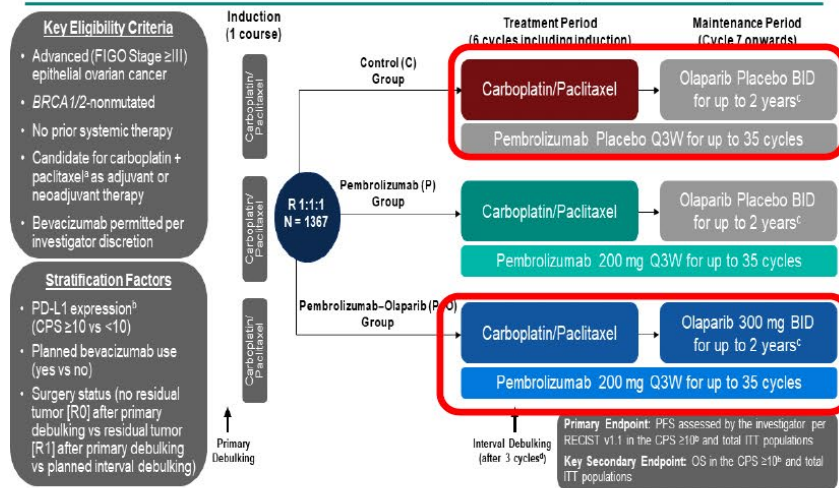 Key Eligibility Criteria
• Advanced (FIGO Stage ≥III)
epithelial ovarian cancer
• BRCA1/2-nonmutated
• No prior systemic therapy
• Candidate for carboplatin +
paclitaxelᵃ as adjuvant or
neoadjuvant therapy
• Bevacizumab permitted per
investigator discretion
Stratification Factors
• PD-L1 expressionᵇ
(CPS ≥10 vs <10)
• Planned bevacizumab use
(yes vs no)
• Surgery status (no residual
tumor [R0] after primary
debulking vs residual tumor
[R1] after primary debulking
vs planned interval debulking)
Induction
(1 course)
Carboplatin/
Paclitaxel
Carboplatin/
Paclitaxel
Carboplatin/
Paclitaxel
Primary
Debulking
R 1:1:1
N = 1367
Treatment Period
(6 cycles including induction)
Maintenance Period
(Cycle 7 onwards)
Control (C)
Group
Carboplatin/Paclitaxel
Olaparib Placebo BID
for up to 2 yearsᶜ
Pembrolizumab Placebo Q3W for up to 35 cycles
Pembrolizumab (P)
Group
Carboplatin/Paclitaxel
Olaparib Placebo BID
for up to 2 yearsᶜ
Pembrolizumab 200 mg Q3W for up to 35 cycles
Pembrolizumab–Olaparib
Group
Carboplatin/Paclitaxel
Olaparib 300 mg BID
for up to 2 yearsᶜ
Pembrolizumab 200 mg Q3W for up to 35 cycles
Interval Debulking
(after 3 cyclesᵈ)
Primary Endpoint: PFS assessed by the investigator per
RECIST v1.1 in the CPS ≥10ᵇ and total ITT populations
Key Secondary Endpoint: OS in the CPS ≥10ᵇ and total
ITT populations